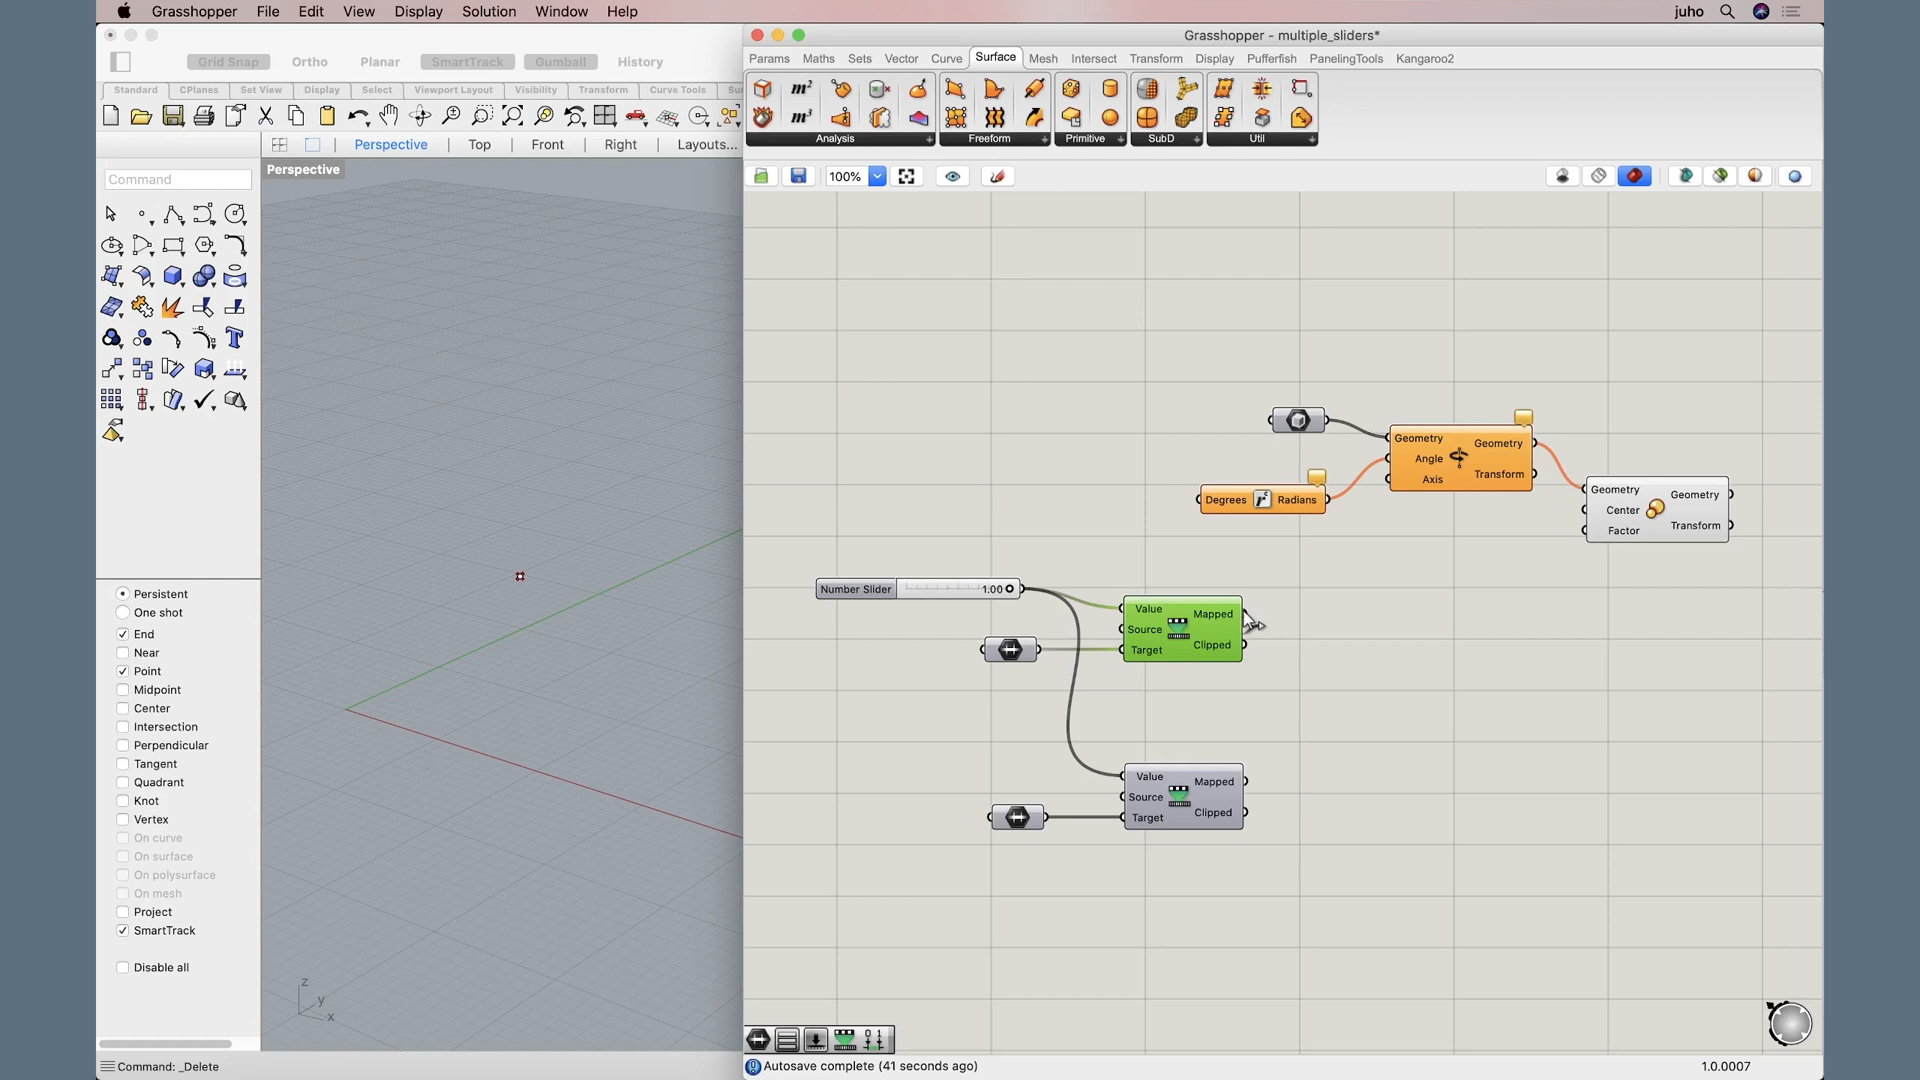 Grasshopper File Edit View Display Solution Window Help juho
Grasshopper - multiple_sliders*
Grid Snap Ortho Planar SmartTrack Gumball History
Params Maths Sets Vector Curve Surface Mesh Intersect Transform Display Pufferfish PanelingTools Kangaroo2
Standard CPlanes Set View Display Select Viewport Layout Visibility Transform Curve Tools
m²
m³
Analysis Freeform Primitive SubD Util
Perspective Top Front Right Layouts...
Perspective
Command
100%
Geometry Angle Axis Geometry Transform
Degrees Radians
Geometry Center Factor Geometry Transform
Number Slider 1.00
Value Source Target Mapped Clipped
Value Source Target Mapped Clipped
Persistent
One shot
End
Near
Point
Midpoint
Center
Intersection
Perpendicular
Tangent
Quadrant
Knot
Vertex
On curve
On surface
On polysurface
On mesh
Project
SmartTrack
Disable all
z
y
x
Command: _Delete
Autosave complete (41 seconds ago)
1.0.0007